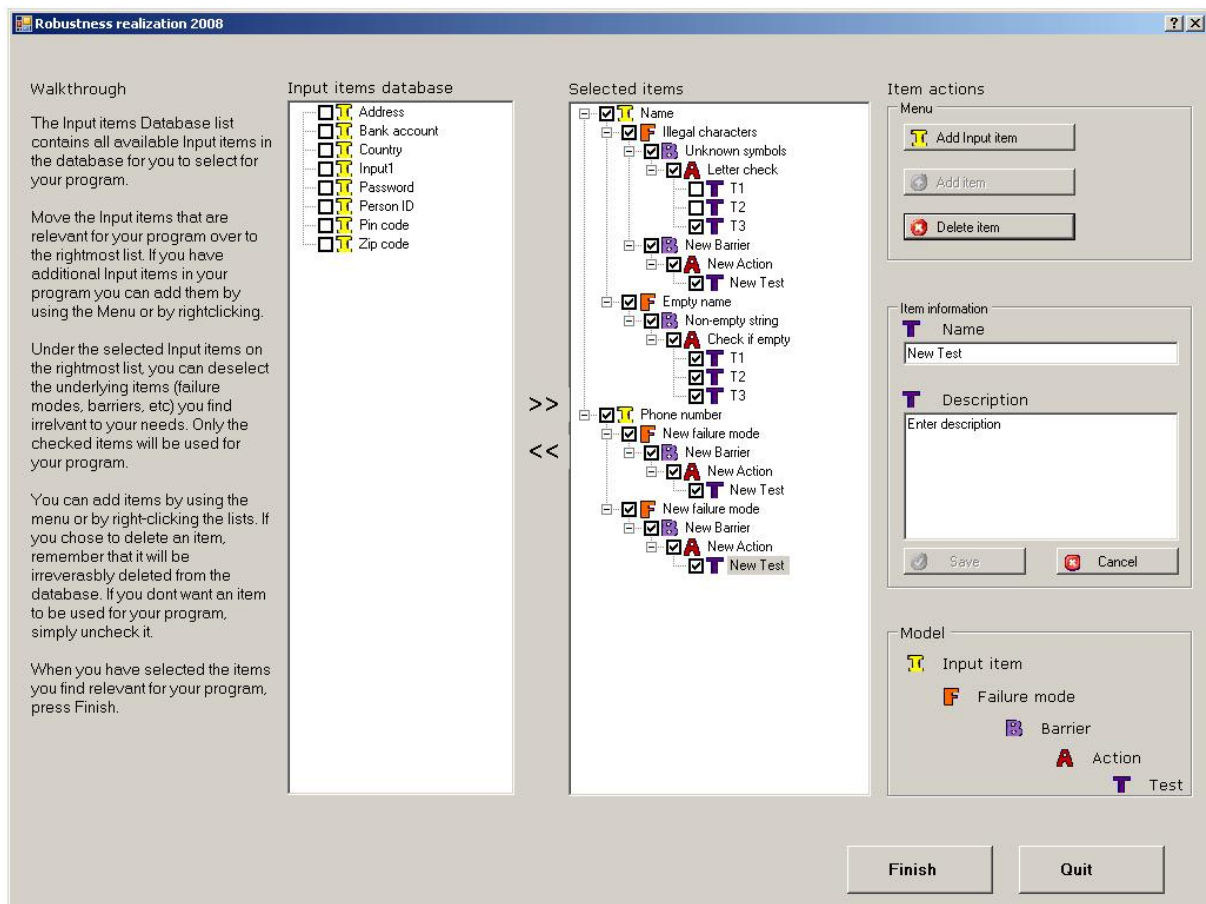 Robustness realization 2008
Walkthrough
The Input items Database list
contains all available Input items in
the database for you to select for
your program.
Move the Input items that are
relevant for your program over to
the rightmost list. If you have
additional Input items in your
program you can add them by
using the Menu or by rightclicking.
Under the selected Input items on
the rightmost list, you can deselect
the underlying items (failure
modes, barriers, etc) you find
irrelvant to your needs. Only the
checked items will be used for
your program.
You can add items by using the
menu or by right-clicking the lists. If
you chose to delete an item,
remember that it will be
irreverasbly deleted from the
database. If you dont want an item
to be used for your program,
simply uncheck it.
When you have selected the items
you find relevant for your program,
press Finish.
Input items database
I Address
I Bank account
I Country
I Input1
I Password
I Person ID
I Pin code
I Zip code
>>
<<
Selected items
I Name
F Illegal characters
B Unknown symbols
A Letter check
T T1
T T2
T T3
B New Barrier
A New Action
T New Test
F Empty name
B Non-empty string
A Check if empty
T T1
T T2
T T3
I Phone number
F New failure mode
B New Barrier
A New Action
T New Test
F New failure mode
B New Barrier
A New Action
T New Test
Item actions
Menu
I Add Input item
Add item
Delete item
Item information
T Name
New Test
T Description
Enter description
Save
Cancel
Model
I Input item
F Failure mode
B Barrier
A Action
T Test
Finish
Quit